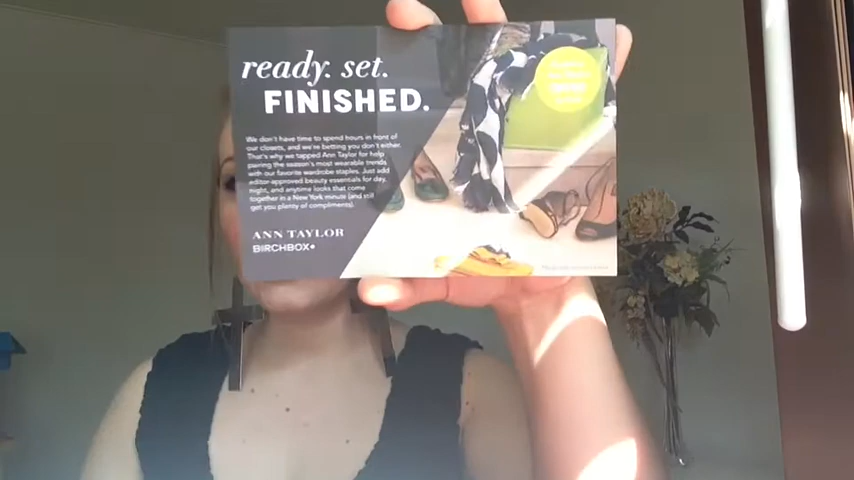 ready. set.
FINISHED.
We don't have time to spend hours in front of
our closets, and we're betting you don't either.
That's why we tapped Ann Taylor for help
pairing the season's most wearable trends
with our favorite wardrobe staples. Just add
editor-approved beauty essentials for day,
night, and anytime looks that come
together in a New York minute (and still
get you plenty of compliments).
ANN TAYLOR
BIRCHBOX